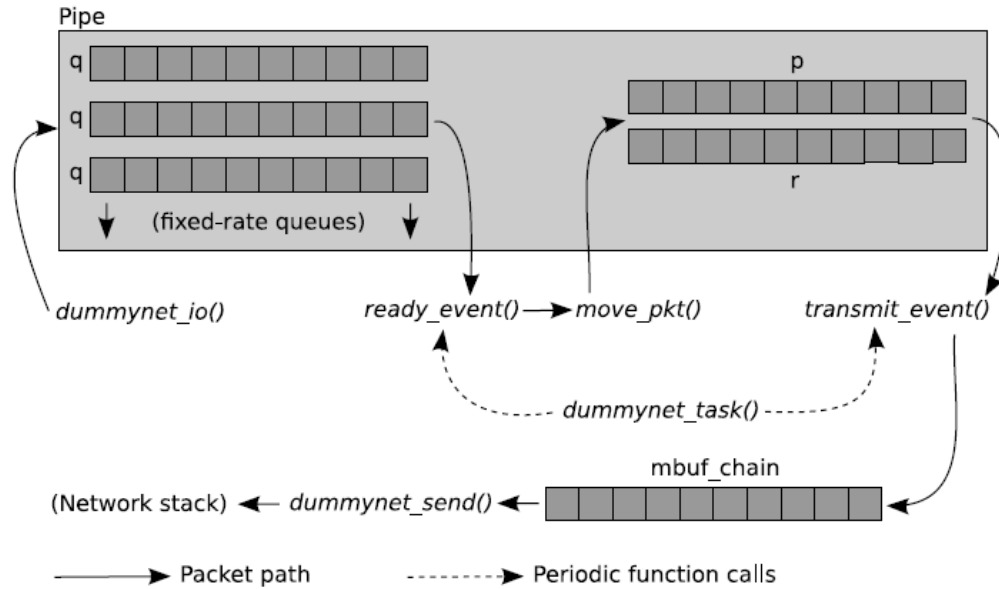 Pipe
q
q
q
(fixed-rate queues)
p
r
dummynet_io()
ready_event()
move_pkt()
transmit_event()
dummynet_task()
mbuf_chain
(Network stack)
dummynet_send()
Packet path
Periodic function calls